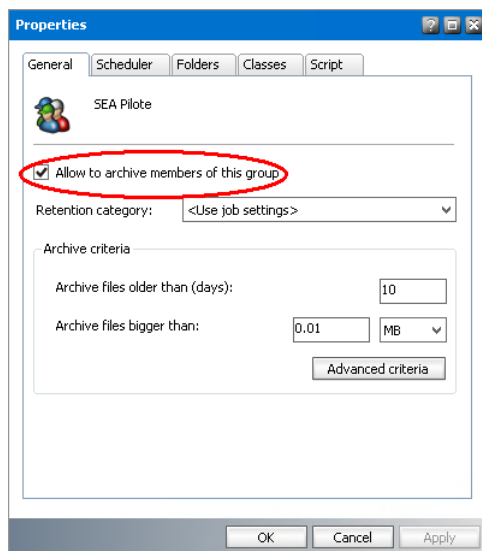 Properties
General Scheduler Folders Classes Script
SEA Pilote
Allow to archive members of this group
Retention category: <Use job settings>
Archive criteria
Archive files older than (days): 10
Archive files bigger than: 0.01 MB
Advanced criteria
OK Cancel Apply